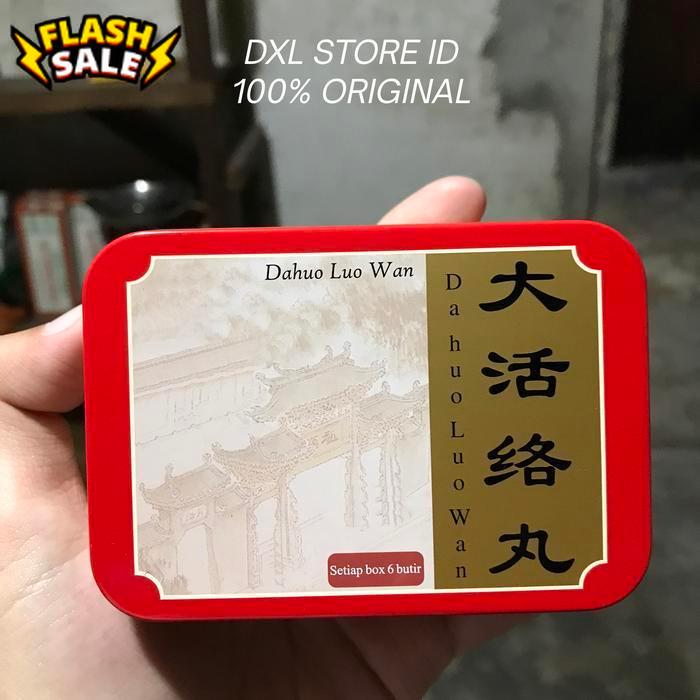 FLASH
SALE
DXL STORE ID
100% ORIGINAL
Dahuo Luo Wan
Dahuo Luo Wan
大活络丸
Setiap box 6 butir